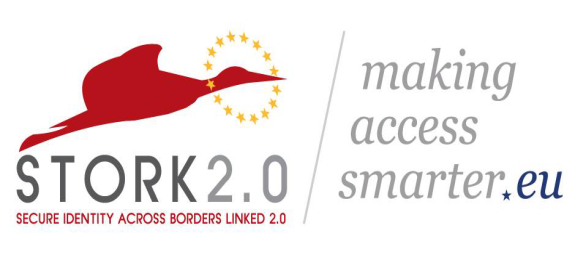 STORK2.0
SECURE IDENTITY ACROSS BORDERS LINKED 2.0
making
access
smarter.eu